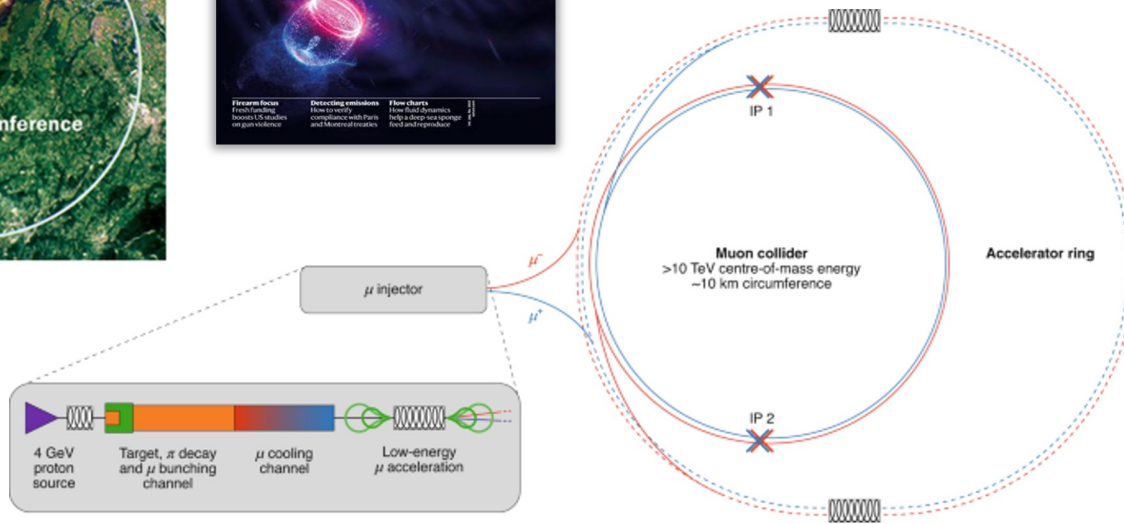 nference
Firearm focus
Fresh funding
boosts US studies
on gun violence
Detecting emissions
How to verify
compliance with Paris
and Montreal treaties
Flow charts
How fluid dynamics
help a deep-sea sponge
feed and reproduce
IP 1
μ−
μ injector
μ+
Muon collider
>10 TeV centre-of-mass energy
~10 km circumference
Accelerator ring
IP 2
4 GeV
proton
source
Target, π decay
and μ bunching
channel
μ cooling
channel
Low-energy
μ acceleration